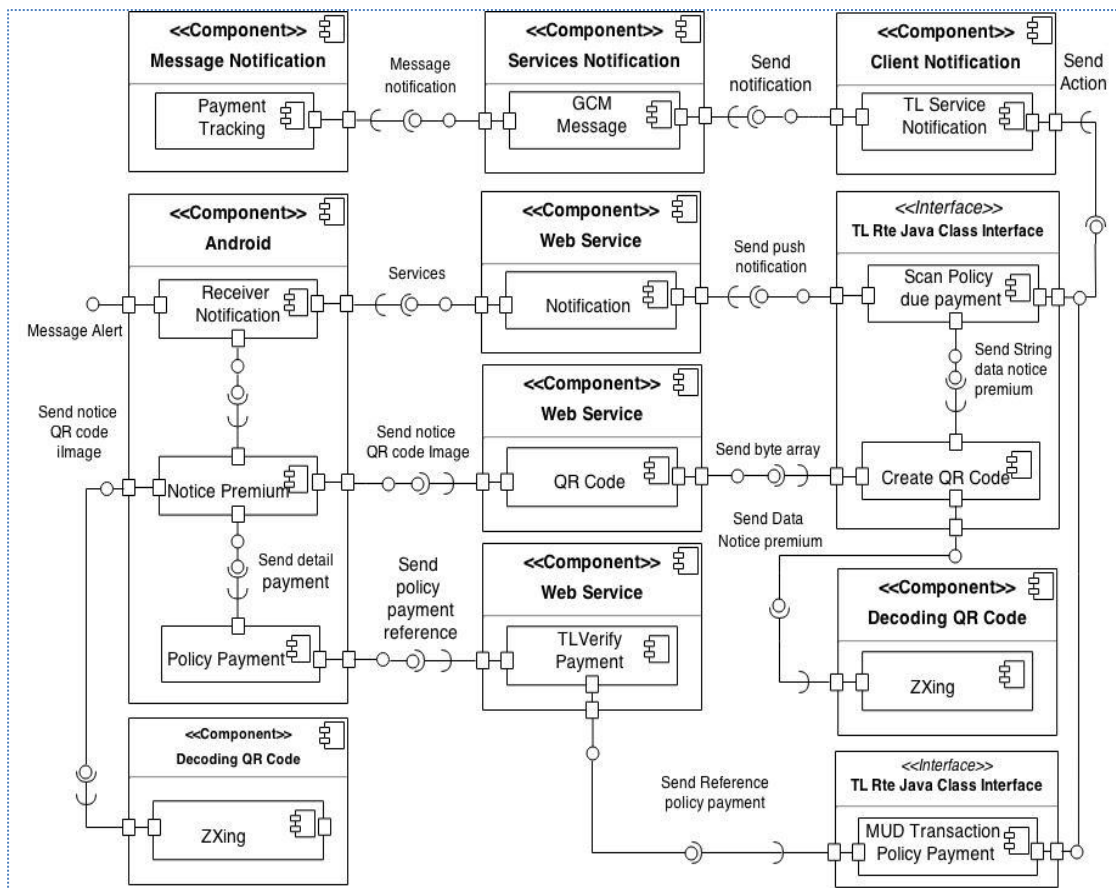 <<Component>>
Message Notification
Payment
Tracking
Message
notification
<<Component>>
Services Notification
GCM
Message
Send
notification
<<Component>>
Client Notification
TL Service
Notification
Send
Action
<<Component>>
Android
Receiver
Notification
Message Alert
Services
<<Component>>
Web Service
Notification
Send push
notification
<<Interface>>
TL Rte Java Class Interface
Scan Policy
due payment
Send String
data notice
premium
Create QR Code
Send notice
QR code
iImage
Notice Premium
Send notice
QR code Image
<<Component>>
Web Service
QR Code
Send byte array
Send Data
Notice premium
Send detail
payment
Policy Payment
Send
policy
payment
reference
<<Component>>
Web Service
TLVerify
Payment
<<Component>>
Decoding QR Code
ZXing
<<Component>>
Decoding QR Code
ZXing
Send Reference
policy payment
<<Interface>>
TL Rte Java Class Interface
MUD Transaction
Policy Payment